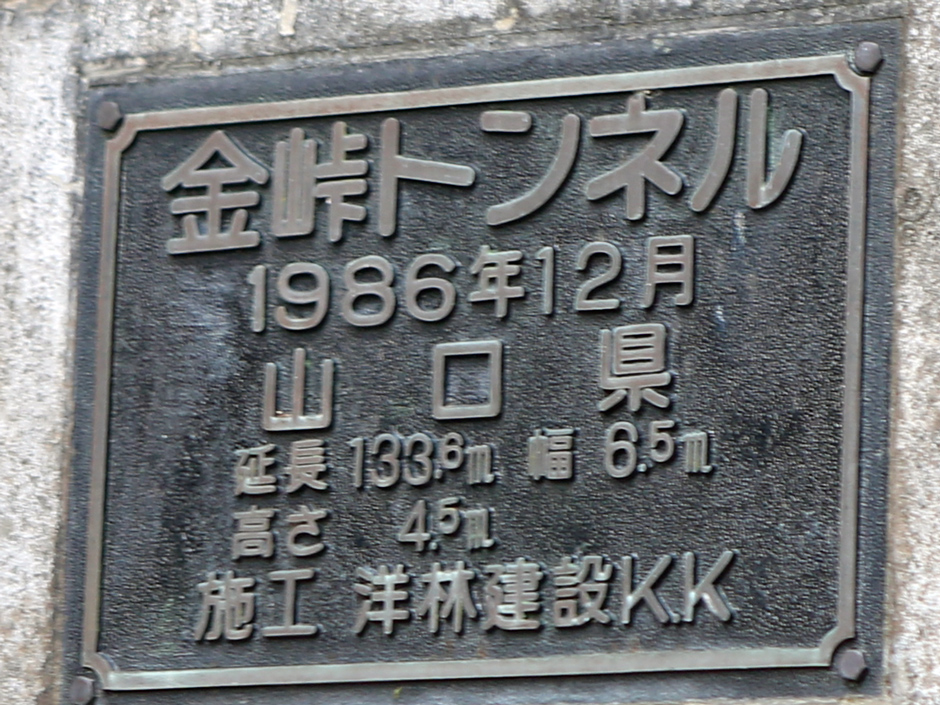 金峠トンネル
1986年12月
山口県
延長 133.6m 幅 6.5m
高さ 4.5m
施工 洋林建設K.K